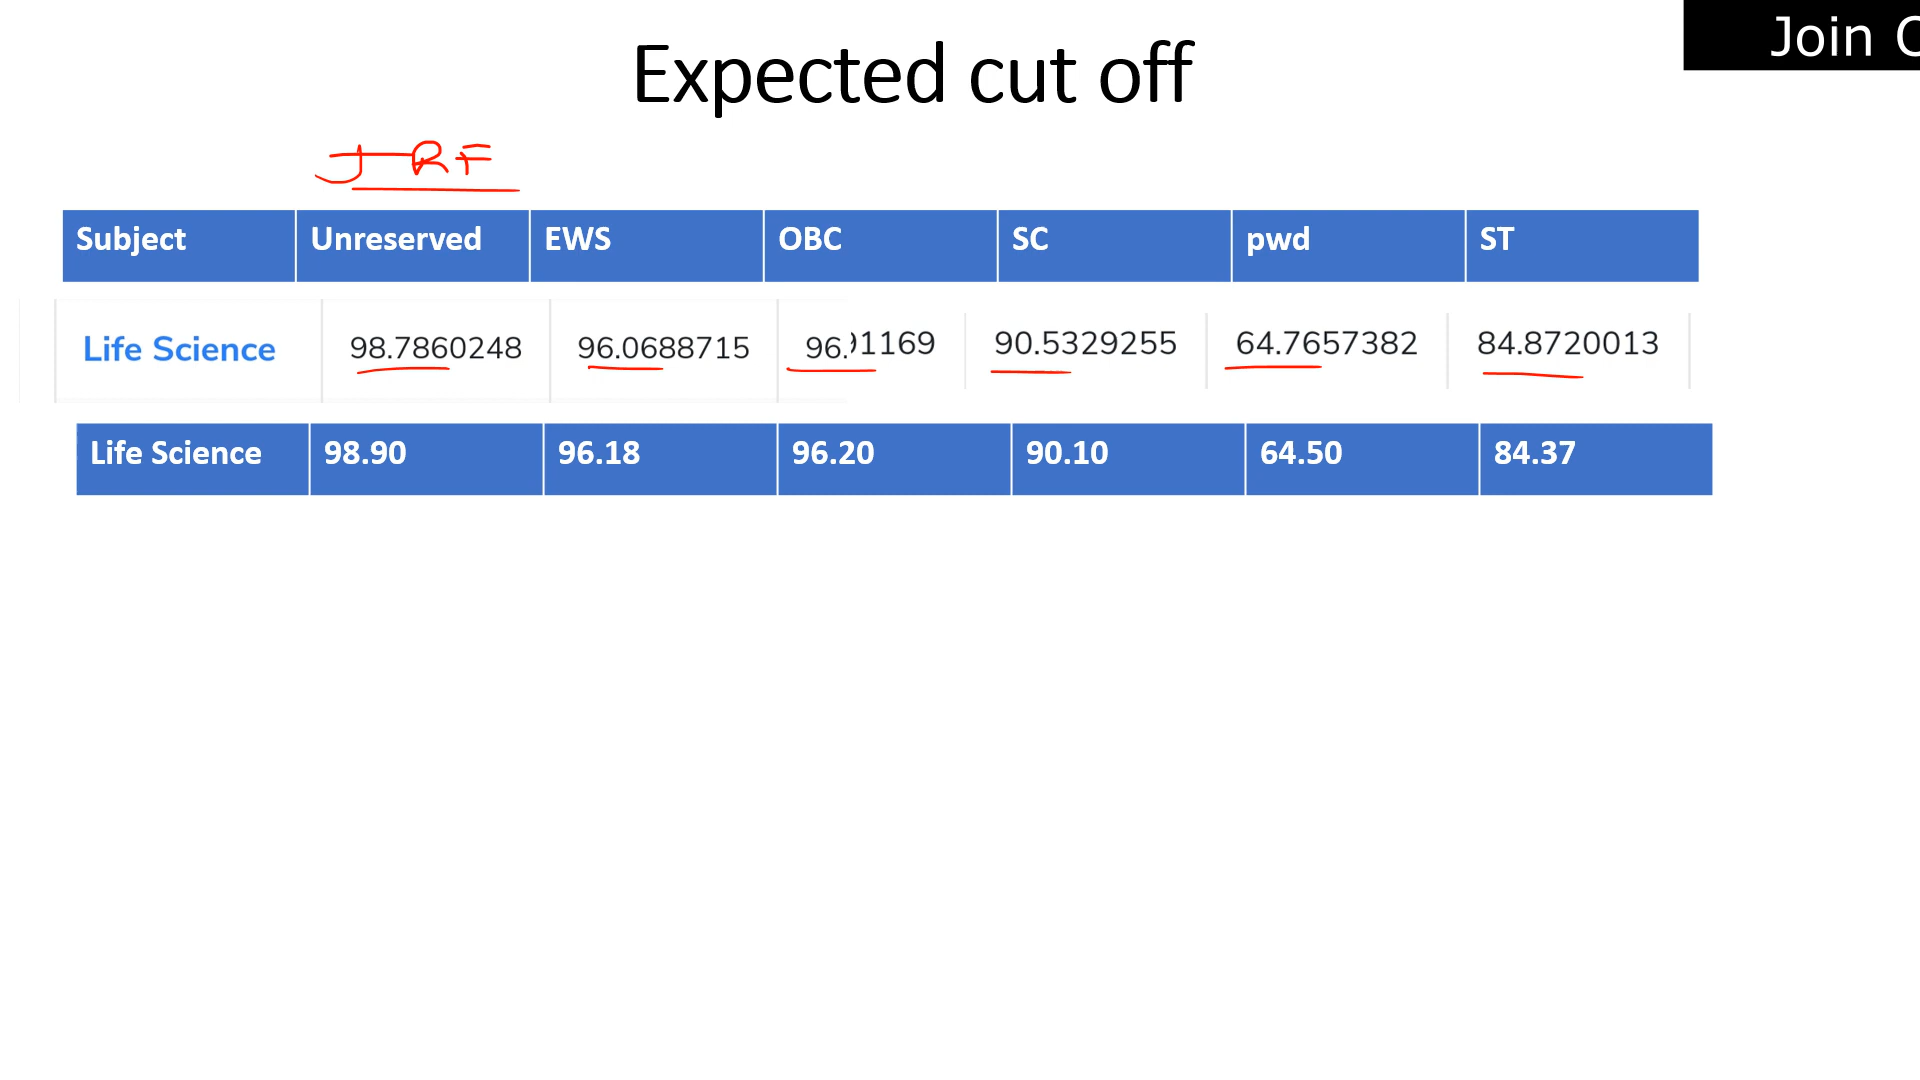 Join
Expected cut off
JRF
Subject Unreserved EWS OBC SC pwd ST
Life Science 98.7860248 96.0688715 96. 91169 90.5329255 64.7657382 84.8720013
Life Science 98.90 96.18 96.20 90.10 64.50 84.37